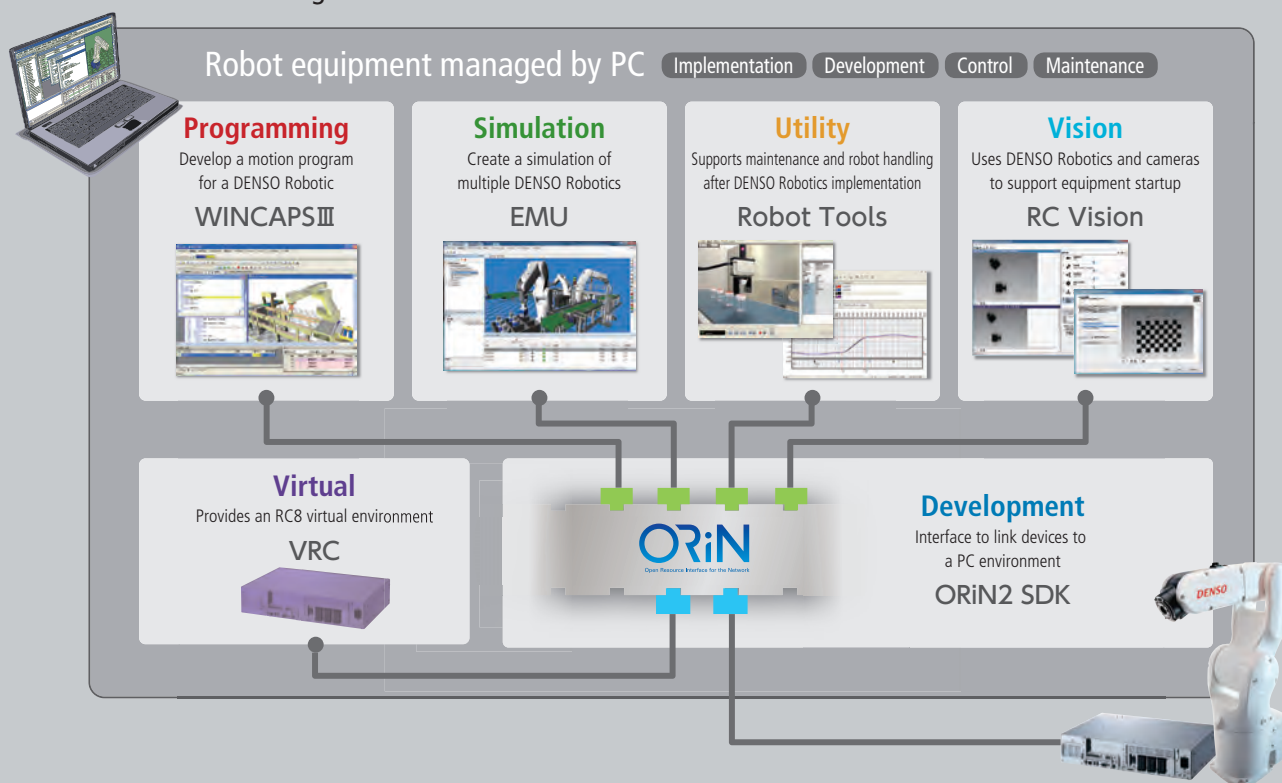 Robot equipment managed by PC Implementation Development Control Maintenance
Programming
Develop a motion program
for a DENSO Robotic
WINCAPSⅢ
Simulation
Create a simulation of
multiple DENSO Robotics
EMU
Utility
Supports maintenance and robot handling
after DENSO Robotics implementation
Robot Tools
Vision
Uses DENSO Robotics and cameras
to support equipment startup
RC Vision
Virtual
Provides an RC8 virtual environment
VRC
ORiN
Open Resource Interface for the Network
Development
Interface to link devices to
a PC environment
ORiN2 SDK
DENSO